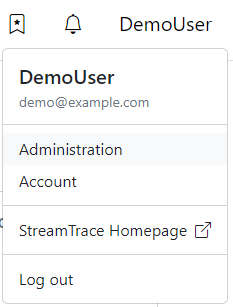 DemoUser
DemoUser
demo@example.com
Administration
Account
StreamTrace Homepage
Log out